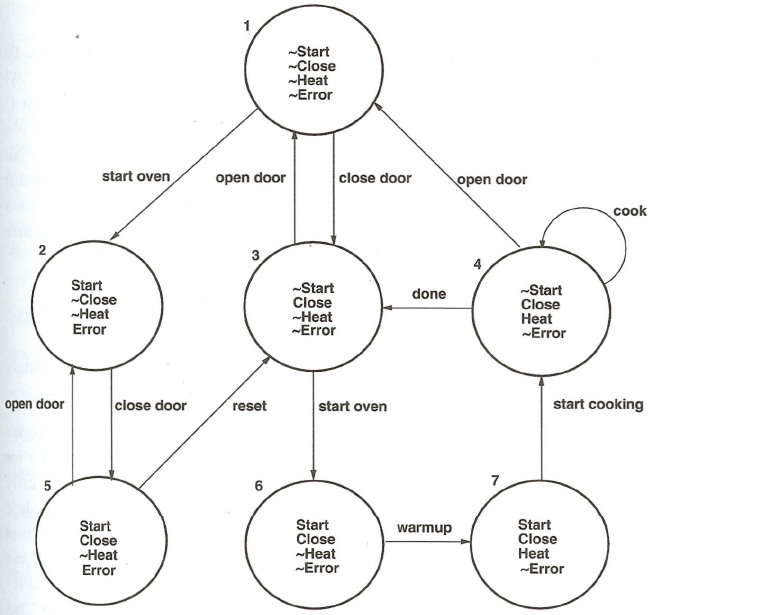 1
~Start
~Close
~Heat
~Error
start oven
open door
close door
open door
cook
2
Start
~Close
~Heat
Error
3
~Start
Close
~Heat
~Error
4
~Start
Close
Heat
~Error
done
open door
close door
reset
start oven
start cooking
5
Start
Close
~Heat
Error
6
Start
Close
~Heat
~Error
warmup
7
Start
Close
Heat
~Error